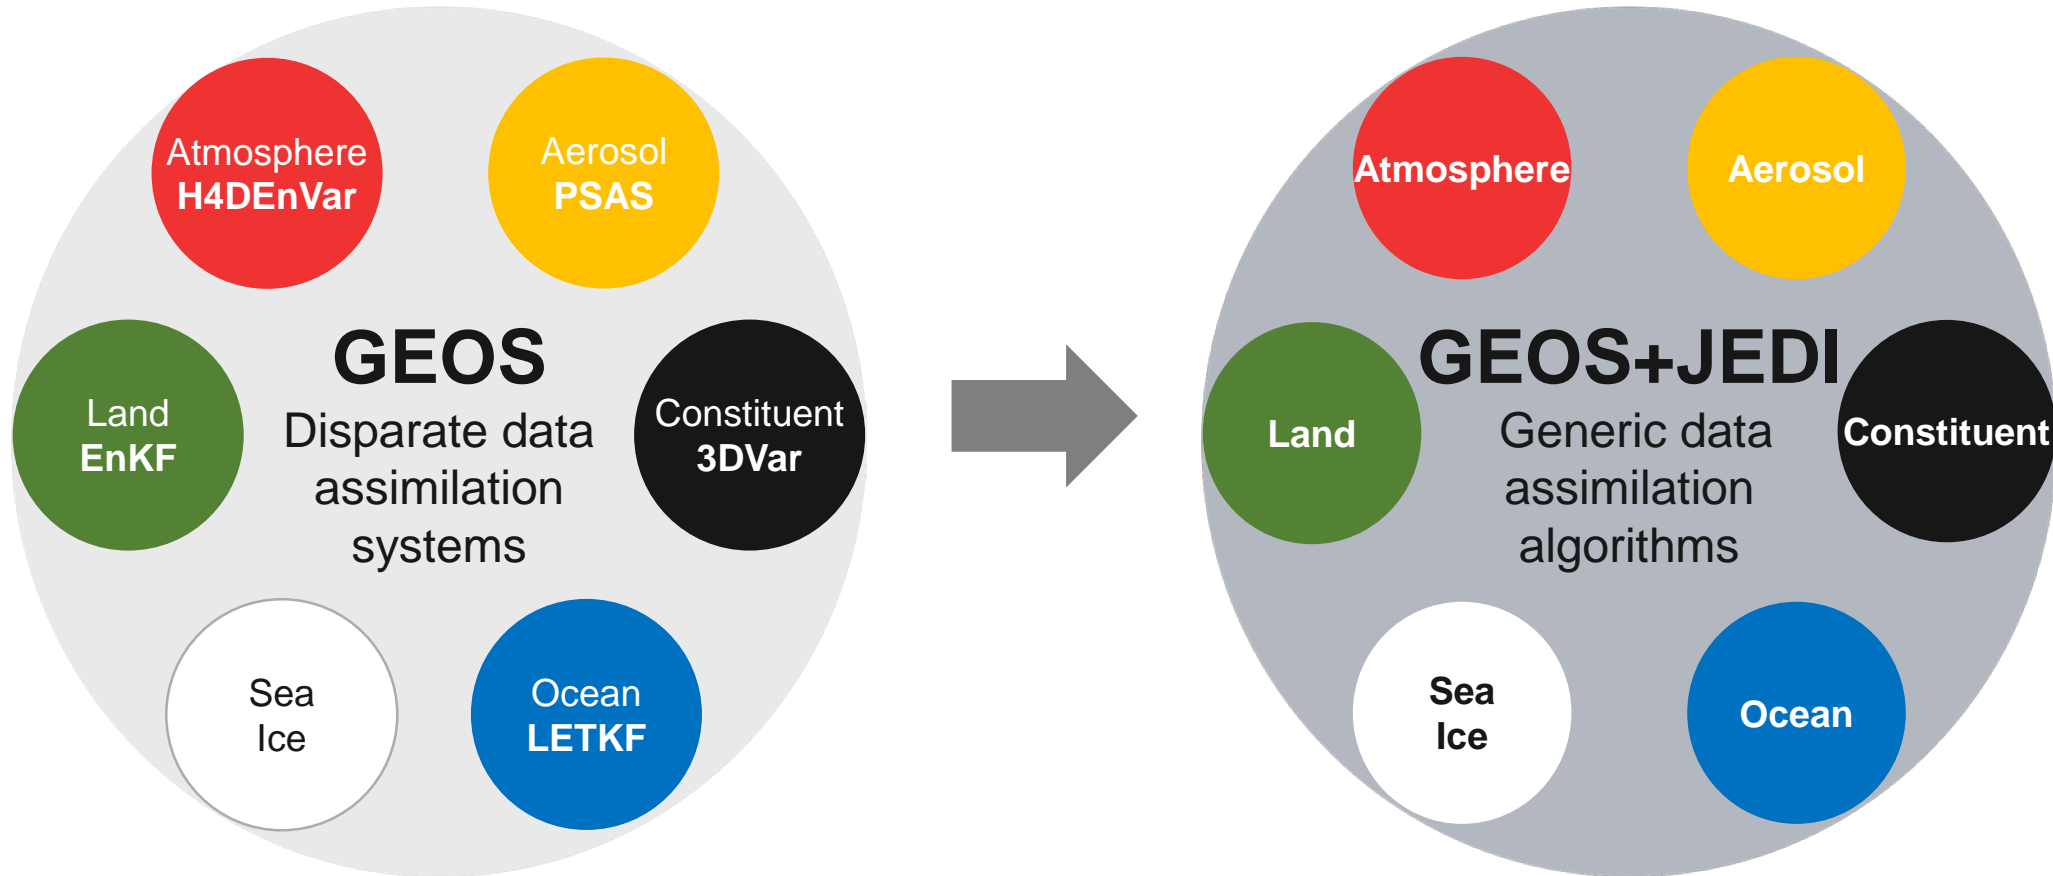 Atmosphere
H4DEnVar
Aerosol
PSAS
Land
EnKF
GEOS
Disparate data
assimilation
systems
Constituent
3DVar
Sea
Ice
Ocean
LETKF
Atmosphere
Aerosol
Land
GEOS+JEDI
Generic data
assimilation
algorithms
Constituent
Sea
Ice
Ocean